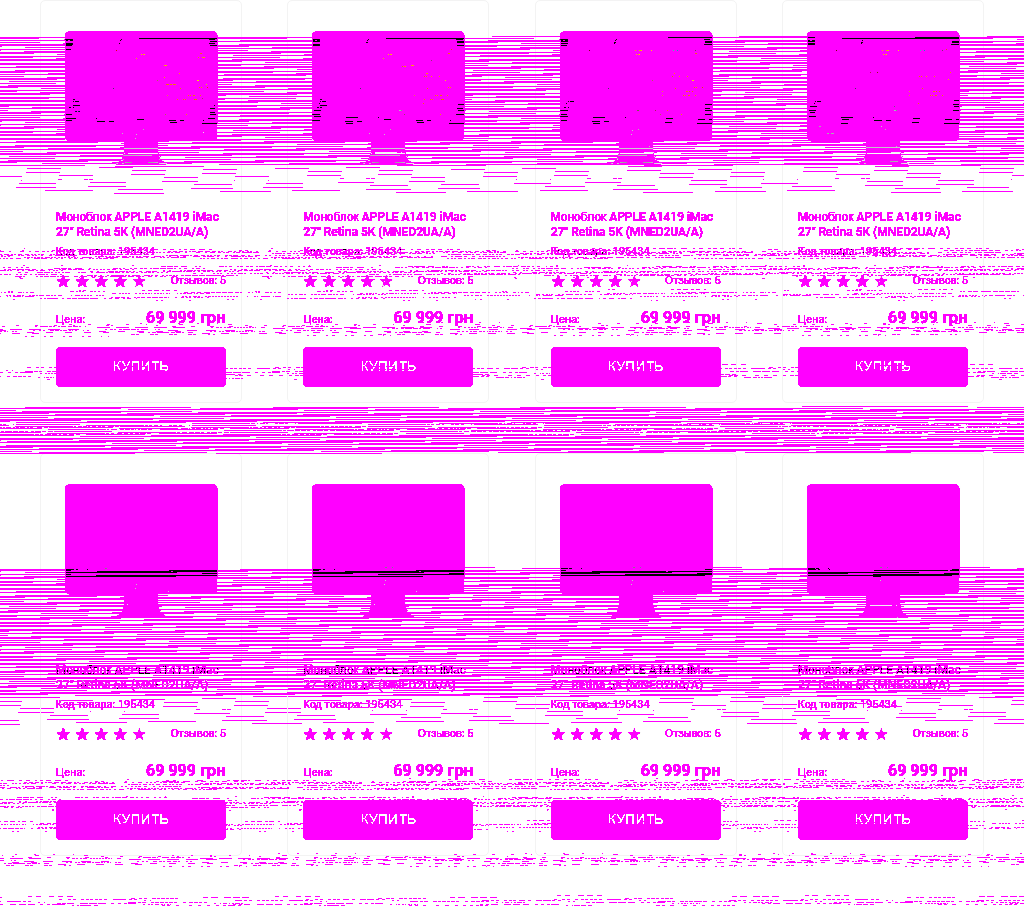 Моноблок APPLE A1419 iMac
27" Retina 5K (MNED2UA/A)
Код товара: 195434
Отзывов: 5
Цена: 69 999 грн
КУПИТЬ
Моноблок APPLE A1419 iMac
27" Retina 5K (MNED2UA/A)
Код товара: 195434
Отзывов: 5
Цена: 69 999 грн
КУПИТЬ
Моноблок APPLE A1419 iMac
27" Retina 5K (MNED2UA/A)
Код товара: 195434
Отзывов: 5
Цена: 69 999 грн
КУПИТЬ
Моноблок APPLE A1419 iMac
27" Retina 5K (MNED2UA/A)
Код товара: 195434
Отзывов: 5
Цена: 69 999 грн
КУПИТЬ
Моноблок APPLE A1419 iMac
27" Retina 5K (MNED2UA/A)
Код товара: 195434
Отзывов: 5
Цена: 69 999 грн
КУПИТЬ
Моноблок APPLE A1419 iMac
27" Retina 5K (MNED2UA/A)
Код товара: 195434
Отзывов: 5
Цена: 69 999 грн
КУПИТЬ
Моноблок APPLE A1419 iMac
27" Retina 5K (MNED2UA/A)
Код товара: 195434
Отзывов: 5
Цена: 69 999 грн
КУПИТЬ
Моноблок APPLE A1419 iMac
27" Retina 5K (MNED2UA/A)
Код товара: 195434
Отзывов: 5
Цена: 69 999 грн
КУПИТЬ